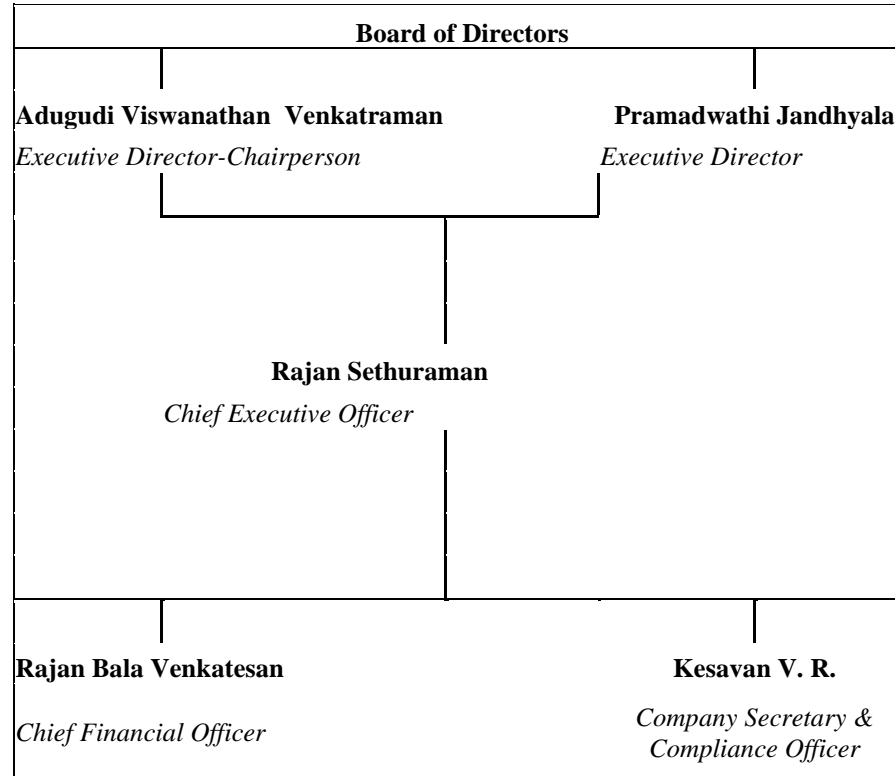 Board of Directors
Adugudi Viswanathan Venkatraman
Pramadwathi Jandhyala
Executive Director-Chairperson
Executive Director
Rajan Sethuraman
Chief Executive Officer
Rajan Bala Venkatesan
Kesavan V. R.
Chief Financial Officer
Company Secretary &
Compliance Officer